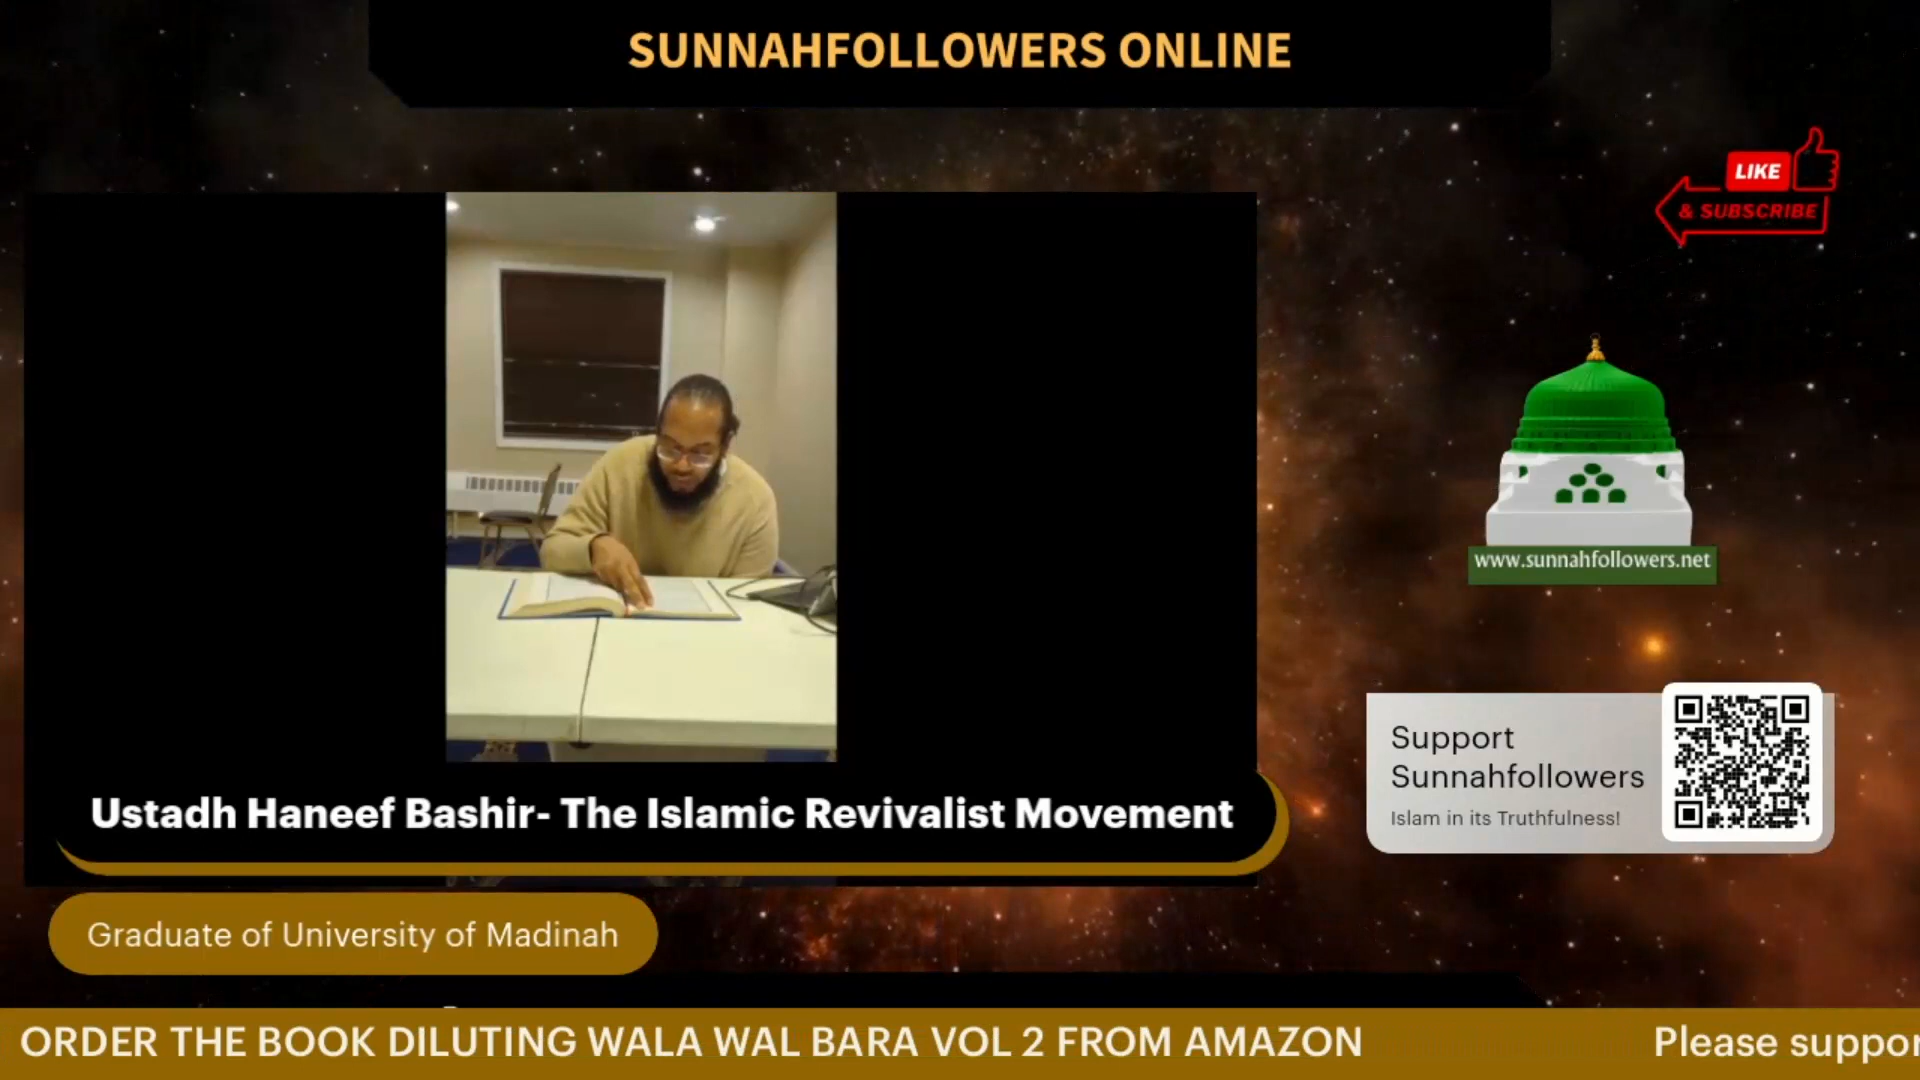 SUNNAHFOLLOWERS ONLINE
LIKE
& SUBSCRIBE
www.sunnahfollowers.net
Support
Sunnahfollowers
Islam in its Truthfulness!
Ustadh Haneef Bashir- The Islamic Revivalist Movement
Graduate of University of Madinah
ORDER THE BOOK DILUTING WALA WAL BARA VOL 2 FROM AMAZON
Please suppor